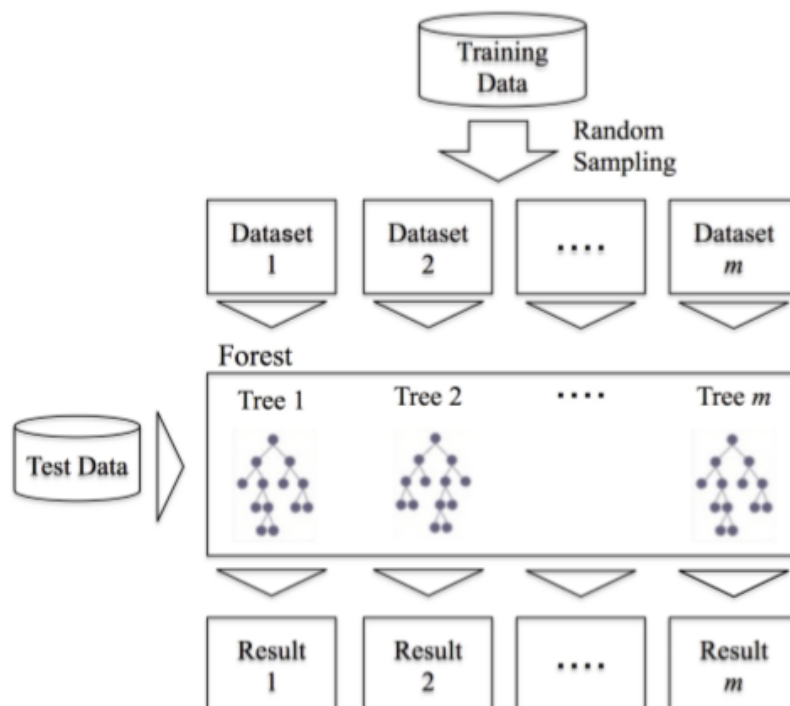 Training
Data
Random
Sampling
Dataset
1
Dataset
2
....
Dataset
m
Forest
Tree 1
Tree 2
....
Tree m
Test Data
Result
1
Result
2
....
Result
m